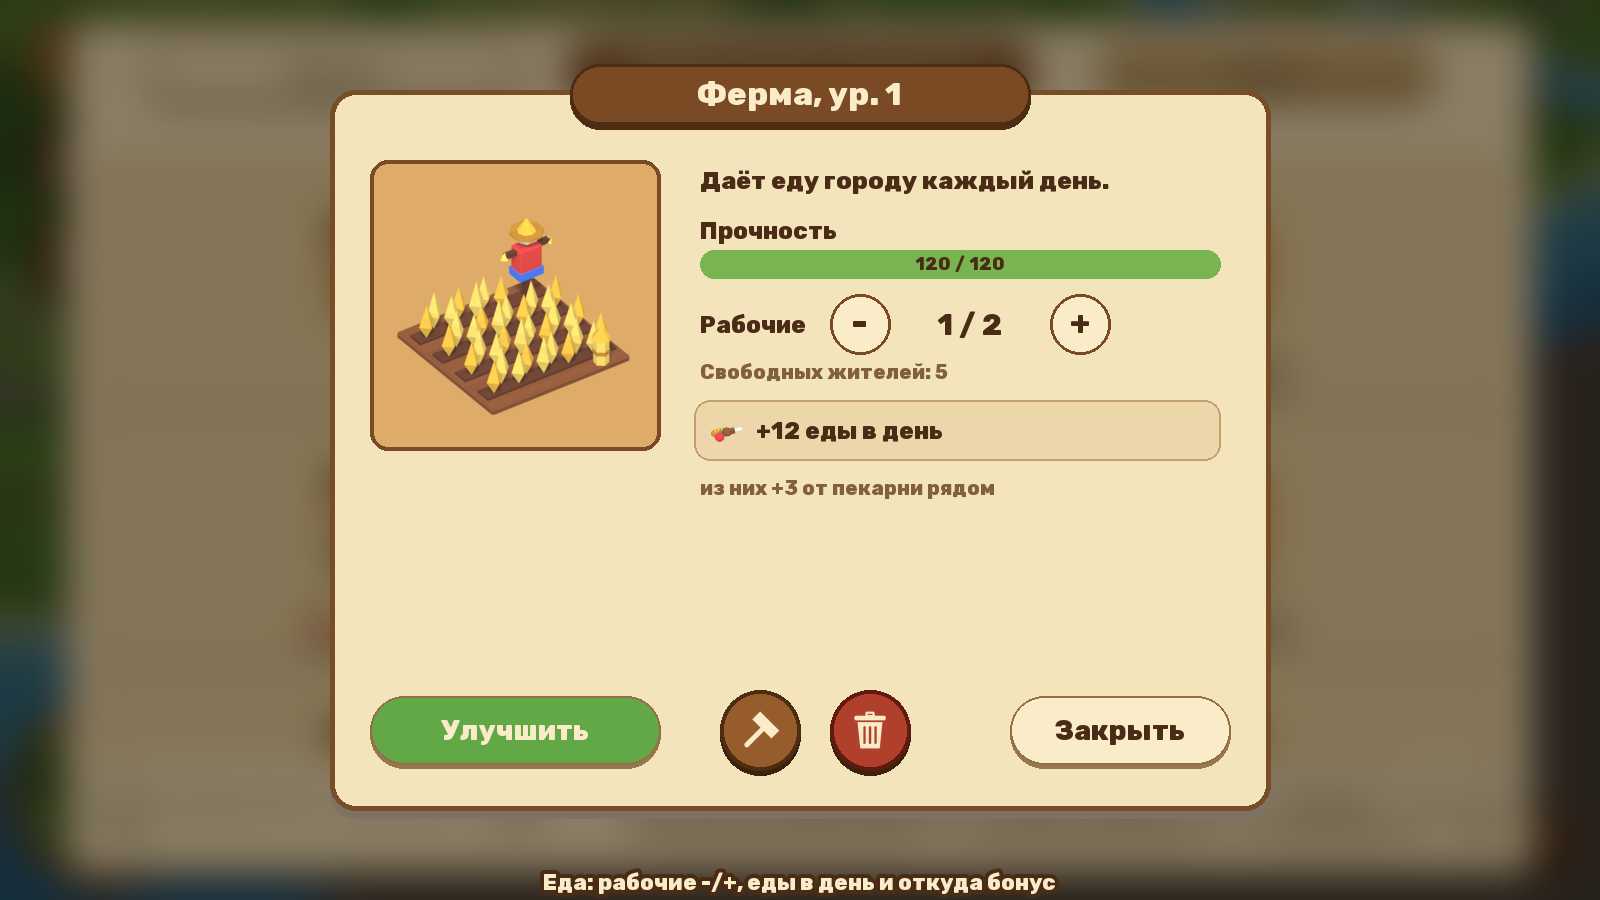 Ферма, ур. 1
Даёт еду городу каждый день.
Прочность
120 / 120
Рабочие - 1 / 2 +
Свободных жителей: 5
+12 еды в день
из них +3 от пекарни рядом
Улучшить
Закрыть
Еда: рабочие -/+, еды в день и откуда бонус